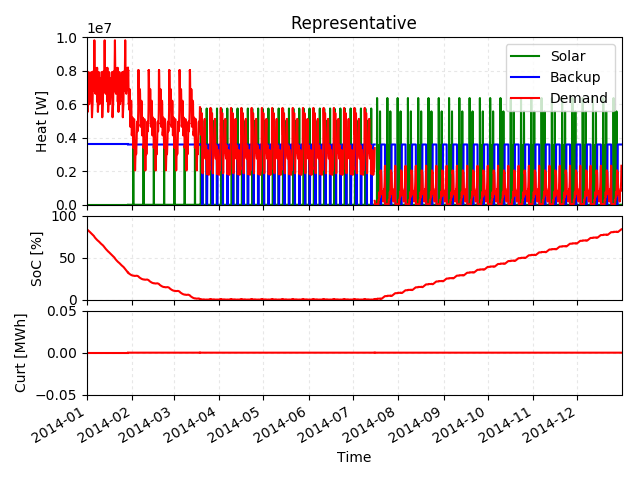 Representative
1e7
1.0
0.8
0.6
0.4
0.2
0.0
Heat [W]
Solar
Backup
Demand
100
50
0
SoC [%]
0.05
0.00
−0.05
Curt [MWh]
2014-01
2014-02
2014-03
2014-04
2014-05
2014-06
2014-07
2014-08
2014-09
2014-10
2014-11
2014-12
Time